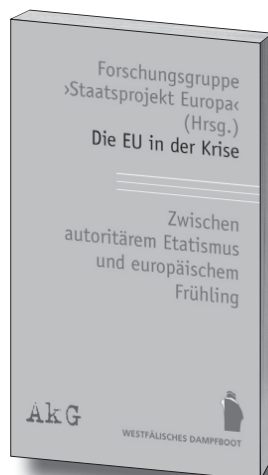 Forschungsgruppe
›Staatsprojekt Europa‹
(Hrsg.)
Die EU in der Krise
Zwischen
autoritärem Etatismus
und europäischem
Frühling
AkG
WESTFÄLISCHES DAMPFBOOT